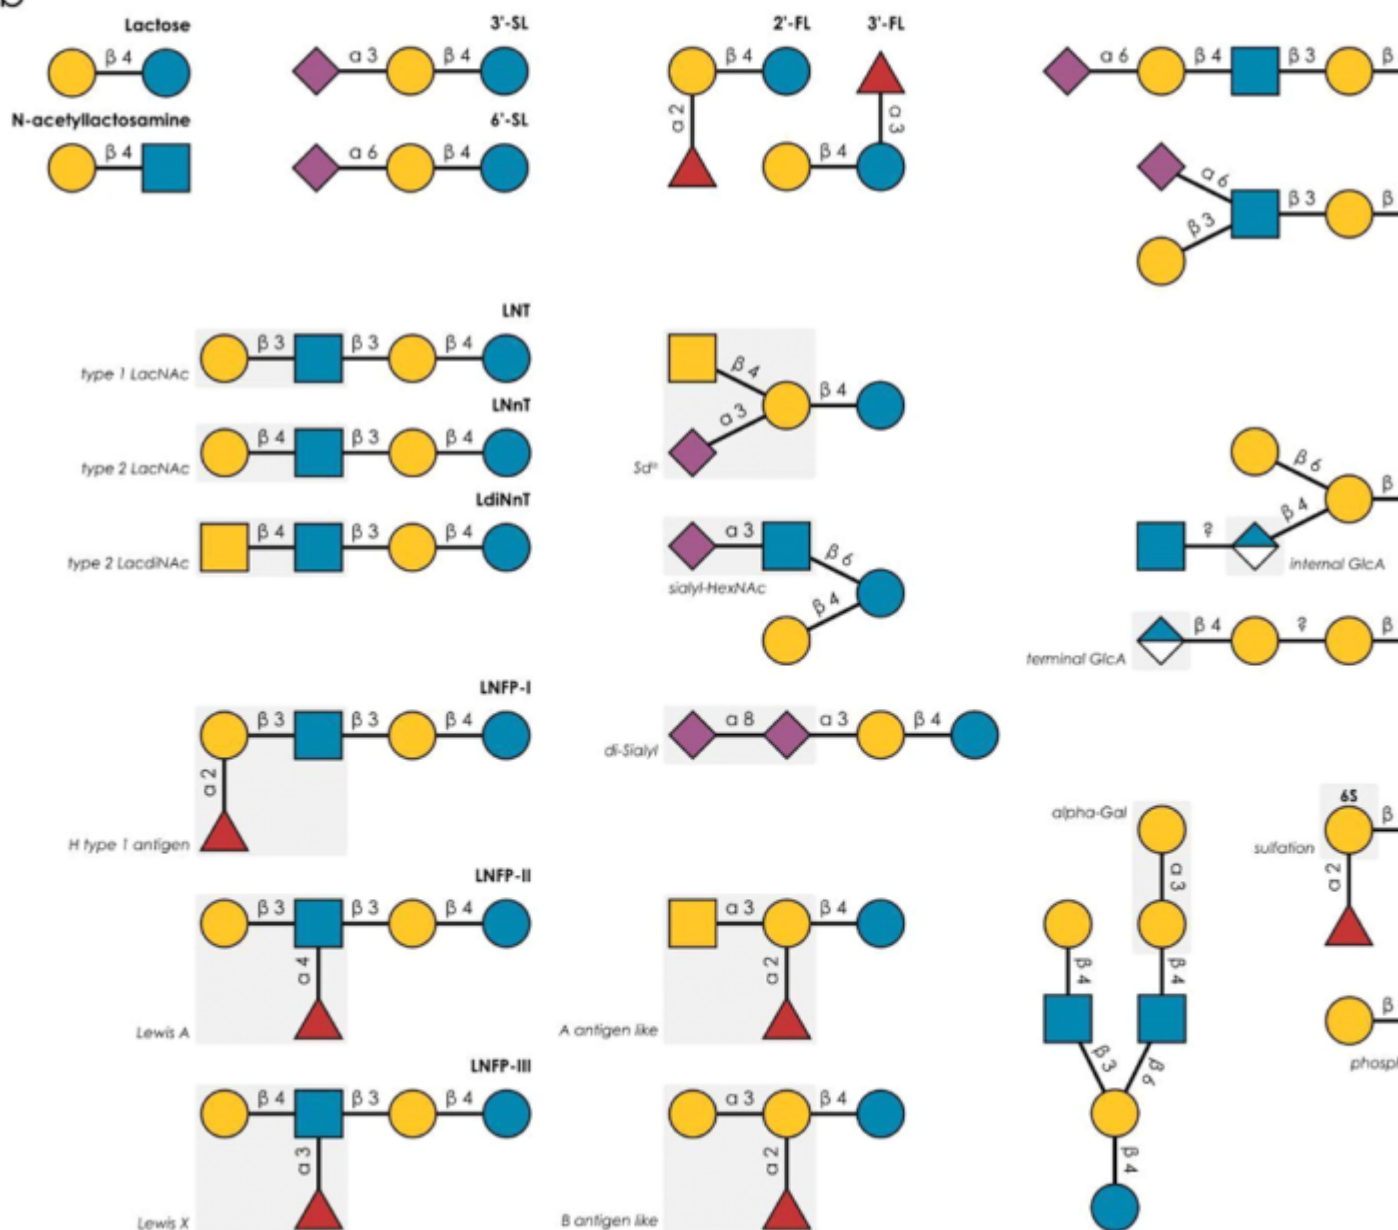 b
Lactose
β 4
N-acetyllactosamine
β 4
3'-SL
α 3 β 4
6'-SL
α 6 β 4
2'-FL
β 4
α 2
3'-FL
α 3
β 4
α 6 β 4 β 3 β
α 6
β 3 β 3 β
LNT
β 3 β 3 β 4
type 1 LacNAc
LNnT
β 4 β 3 β 4
type 2 LacNAc
LdiNnT
β 4 β 3 β 4
type 2 LacdiNAc
β 4
α 3 β 4
α 3 β 6
sialyl-HexNAc
β 4
β 6
β 4 β
?
internal GlcA
β 4 ? β
terminal GlcA
LNFP-I
β 3 β 3 β 4
α 2
H type 1 antigen
α 8 α 3 β 4
di-Sialyl
LNFP-II
β 3 β 3 β 4
α 4
Lewis A
α 3 β 4
α 2
A antigen like
LNFP-III
β 4 β 3 β 4
α 3
Lewis X
α 3 β 4
α 2
B antigen like
alpha-Gal
α 3
β 4 β 4
β 3 β 6
β 4
6S
β
sulfation
α 2
β
phosp